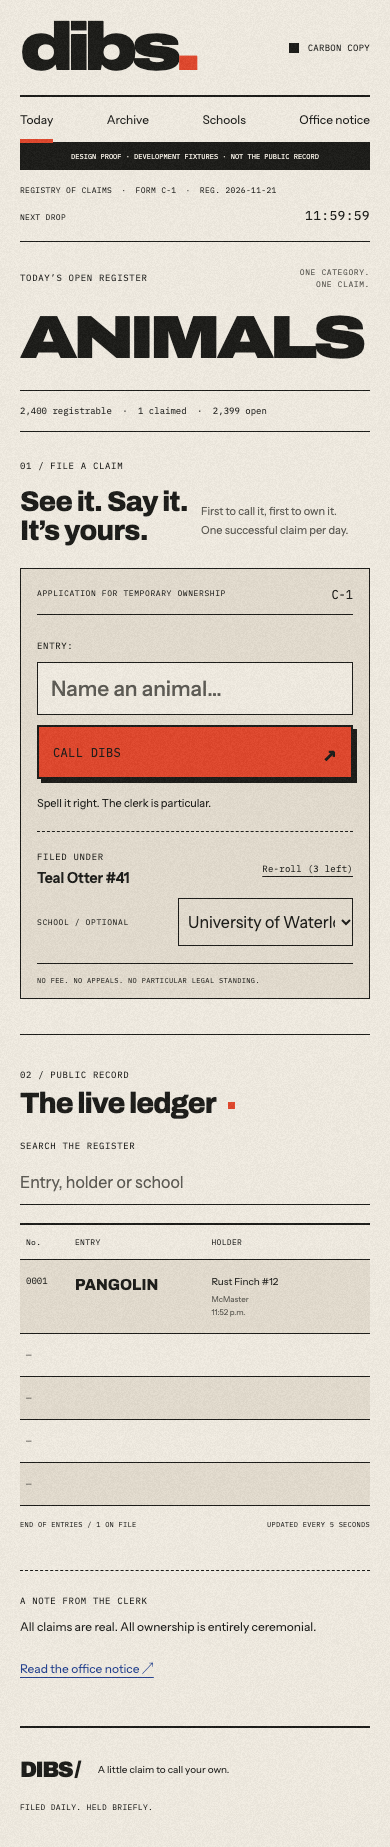 dibs.
CARBON COPY
Today Archive Schools Office notice
DESIGN PROOF · DEVELOPMENT FIXTURES · NOT THE PUBLIC RECORD
REGISTRY OF CLAIMS · FORM C-1 · REG. 2026-11-21
NEXT DROP 11:59:59
TODAY’S OPEN REGISTER
ONE CATEGORY.
ONE CLAIM.
ANIMALS
2,400 registrable · 1 claimed · 2,399 open
01 / FILE A CLAIM
See it. Say it.
It’s yours.
First to call it, first to own it.
One successful claim per day.
APPLICATION FOR TEMPORARY OWNERSHIP C-1
ENTRY:
Name an animal…
CALL DIBS ↗
Spell it right. The clerk is particular.
FILED UNDER
Teal Otter #41
Re-roll (3 left)
SCHOOL / OPTIONAL
University of Waterl
NO FEE. NO APPEALS. NO PARTICULAR LEGAL STANDING.
02 / PUBLIC RECORD
The live ledger
SEARCH THE REGISTER
Entry, holder or school
No. ENTRY HOLDER
0001 PANGOLIN Rust Finch #12
McMaster
11:52 p.m.
—
—
—
—
END OF ENTRIES / 1 ON FILE UPDATED EVERY 5 SECONDS
A NOTE FROM THE CLERK
All claims are real. All ownership is entirely ceremonial.
Read the office notice ↗
DIBS/ A little claim to call your own.
FILED DAILY. HELD BRIEFLY.